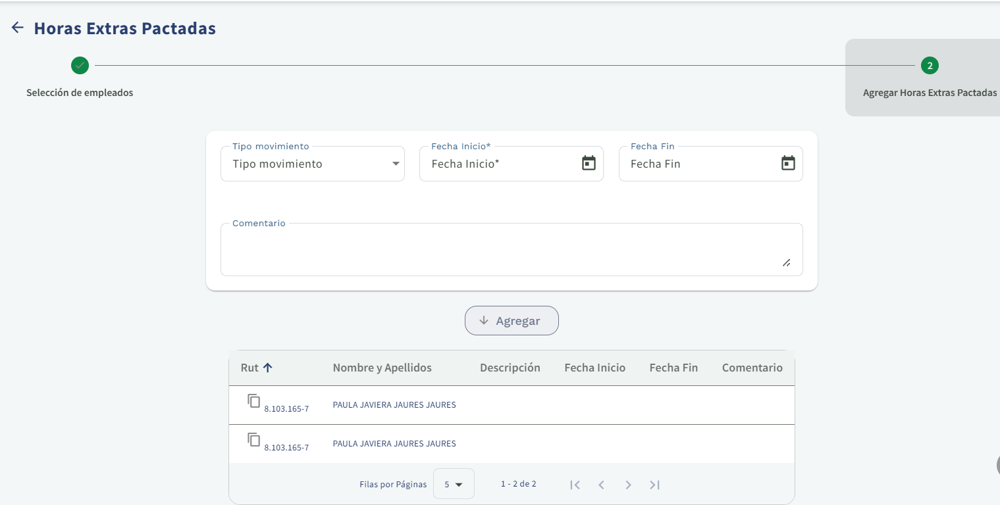 Horas Extras Pactadas
2
Selección de empleados
Agregar Horas Extras Pactadas
Tipo movimiento
Fecha Inicio*
Fecha Fin
Tipo movimiento
Fecha Inicio*
Fecha Fin
Comentario
Agregar
Rut Nombre y Apellidos Descripción Fecha Inicio Fecha Fin Comentario
8.103.165-7 PAULA JAVIERA JAURES JAURES
8.103.165-7 PAULA JAVIERA JAURES JAURES
Filas por Páginas 5 1 - 2 de 2